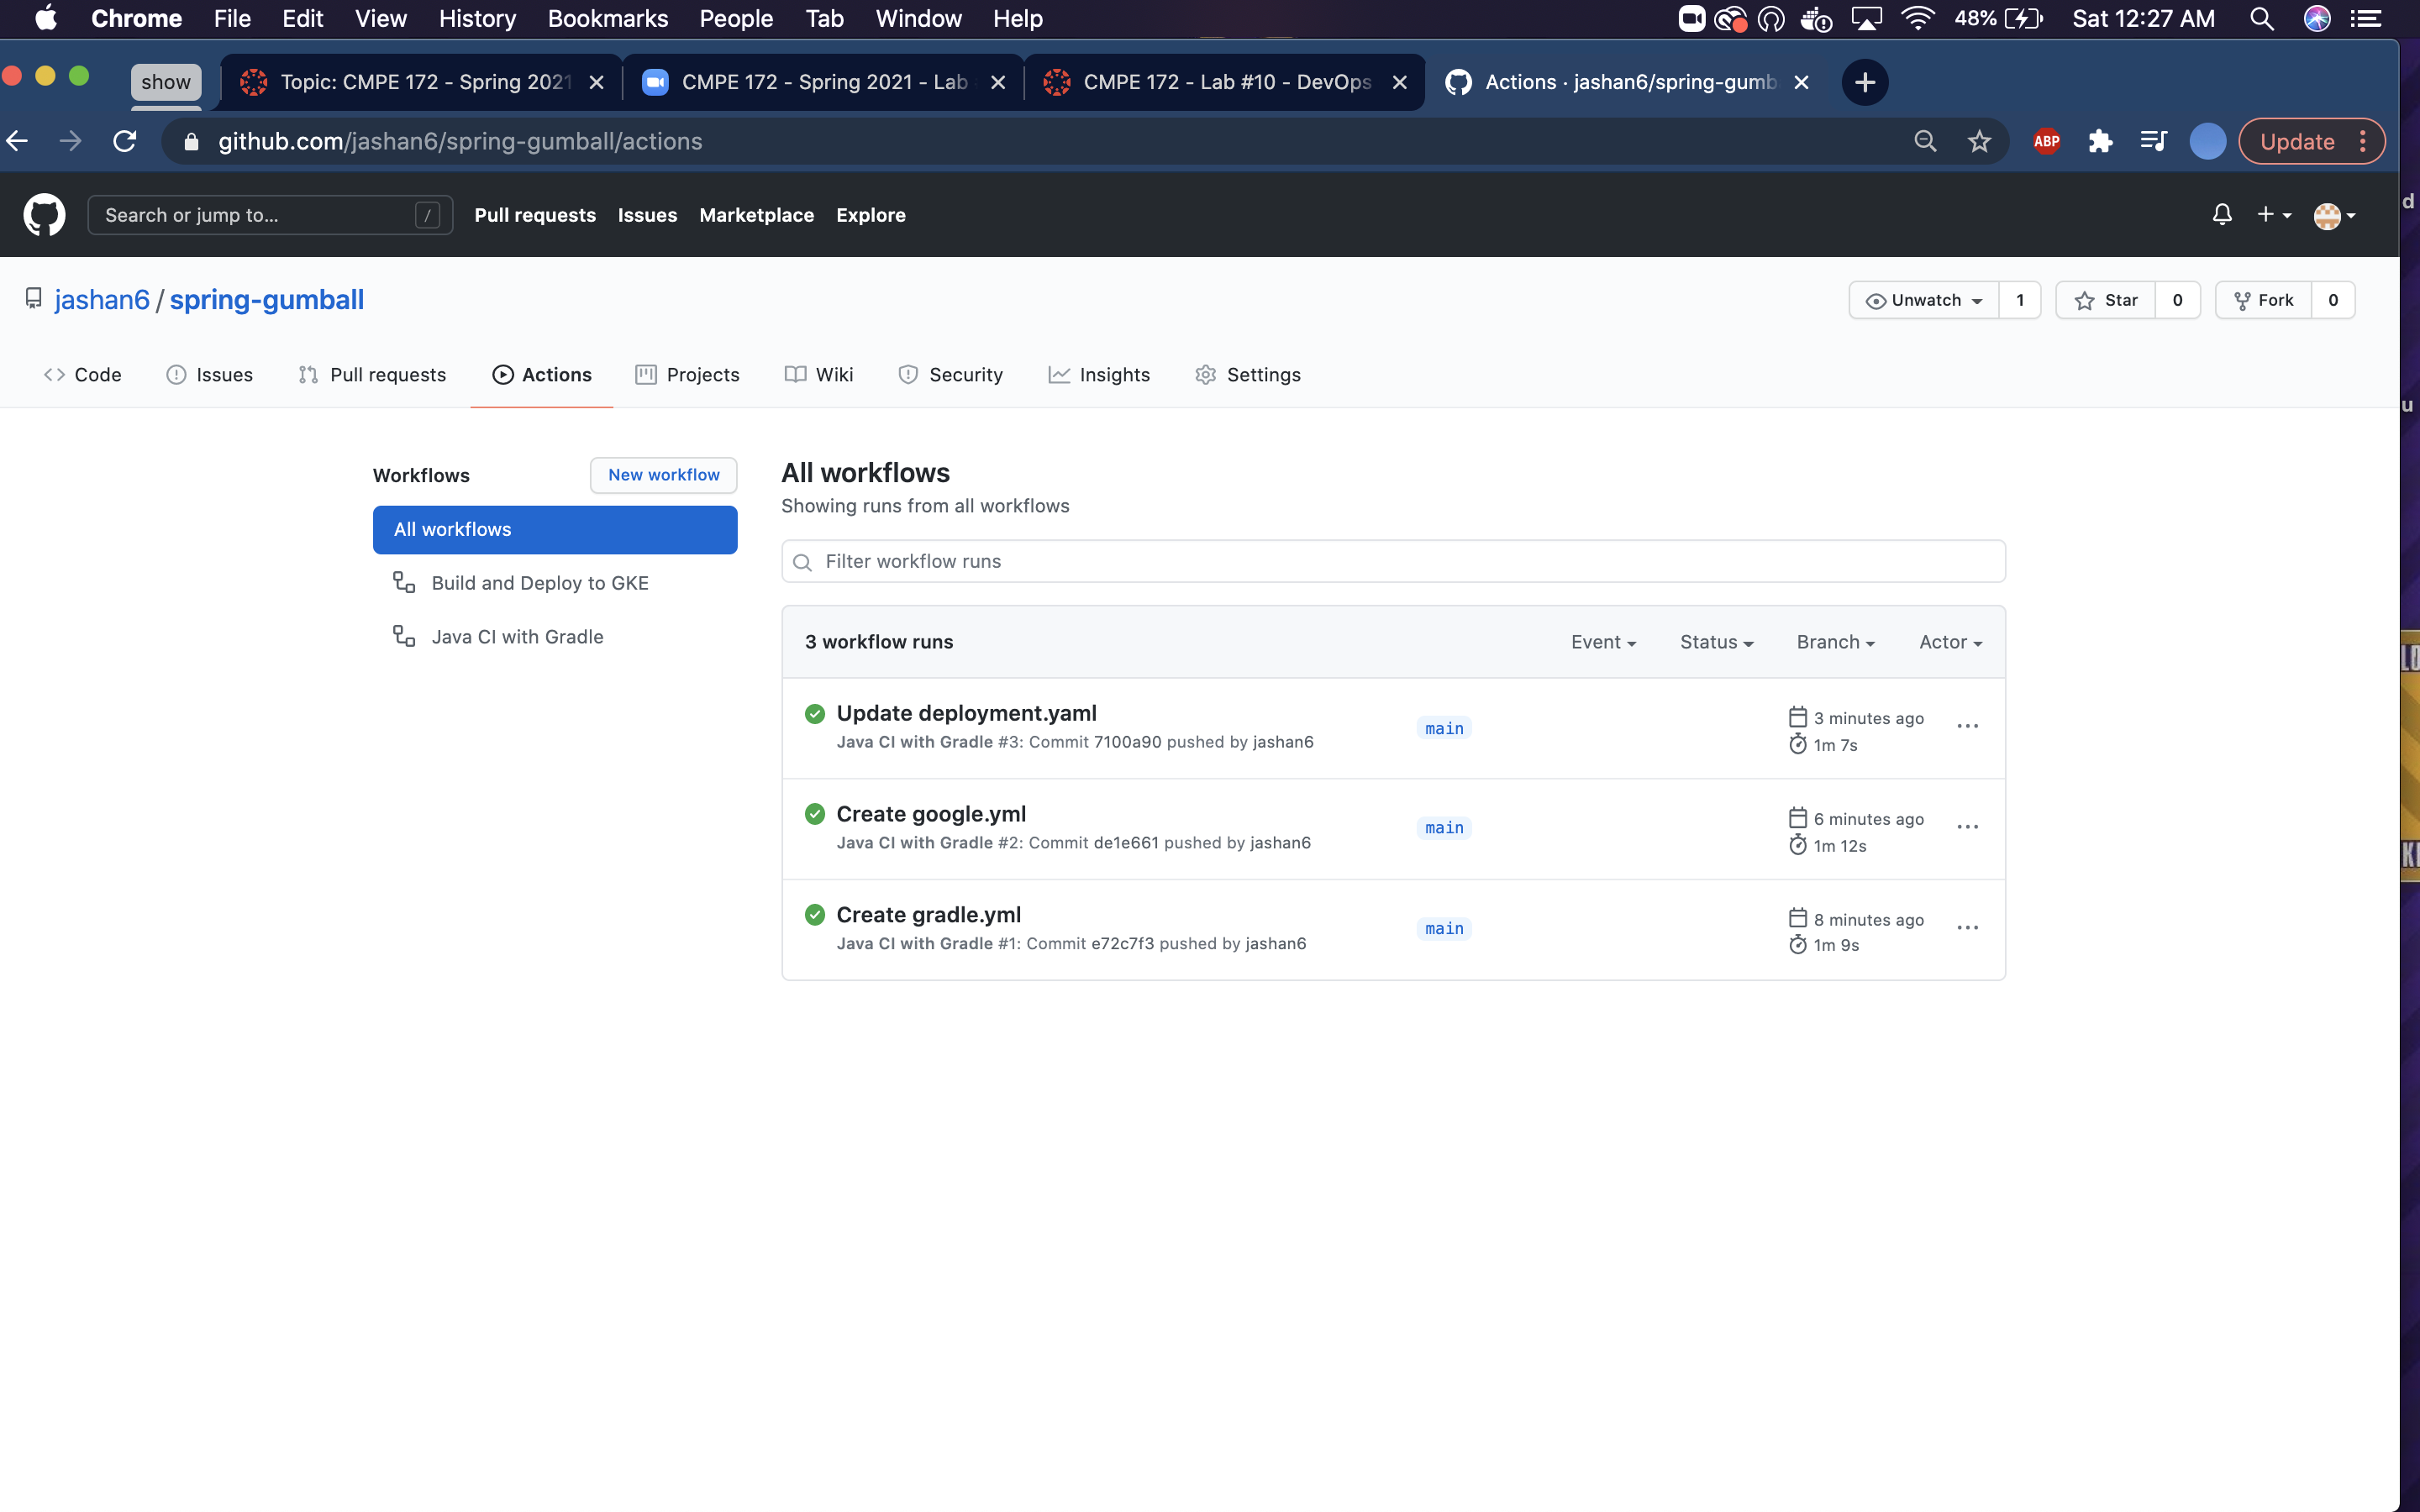 Chrome File Edit View History Bookmarks People Tab Window Help 48% Sat 12:27 AM
show Topic: CMPE 172 - Spring 2021 CMPE 172 - Spring 2021 - Lab CMPE 172 - Lab #10 - DevOps Actions · jashan6/spring-gumb
github.com/jashan6/spring-gumball/actions ABP Update
Search or jump to... / Pull requests Issues Marketplace Explore
jashan6 / spring-gumball Unwatch 1 Star 0 Fork 0
Code Issues Pull requests Actions Projects Wiki Security Insights Settings
Workflows New workflow
All workflows
Build and Deploy to GKE
Java CI with Gradle
All workflows
Showing runs from all workflows
Filter workflow runs
3 workflow runs Event Status Branch Actor
Update deployment.yaml
Java CI with Gradle #3: Commit 7100a90 pushed by jashan6
main
3 minutes ago
1m 7s
Create google.yml
Java CI with Gradle #2: Commit de1e661 pushed by jashan6
main
6 minutes ago
1m 12s
Create gradle.yml
Java CI with Gradle #1: Commit e72c7f3 pushed by jashan6
main
8 minutes ago
1m 9s